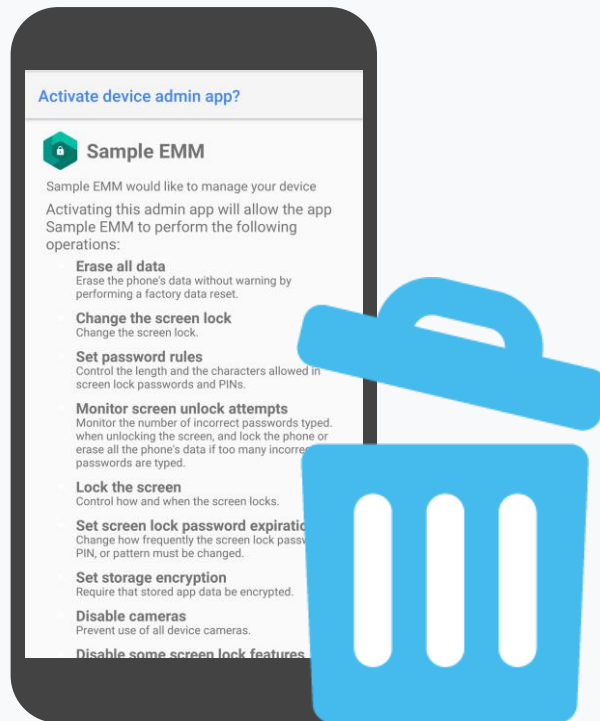 Activate device admin app?
Sample EMM
Sample EMM would like to manage your device
Activating this admin app will allow the app
Sample EMM to perform the following
operations:
Erase all data
Erase the phone's data without warning by
performing a factory data reset.
Change the screen lock
Change the screen lock.
Set password rules
Control the length and the characters allowed in
screen lock passwords and PINs.
Monitor screen unlock attempts
Monitor the number of incorrect passwords typed.
when unlocking the screen, and lock the phone or
erase all the phone's data if too many
passwords are typed.
Lock the screen
Control how and when the screen locks.
Set screen lock password
Change how frequently the screen lock
PIN, or pattern must be changed.
Set storage encryption
Require that stored app data be encrypted.
Disable cameras
Prevent use of all device cameras.
Disable some screen lock features